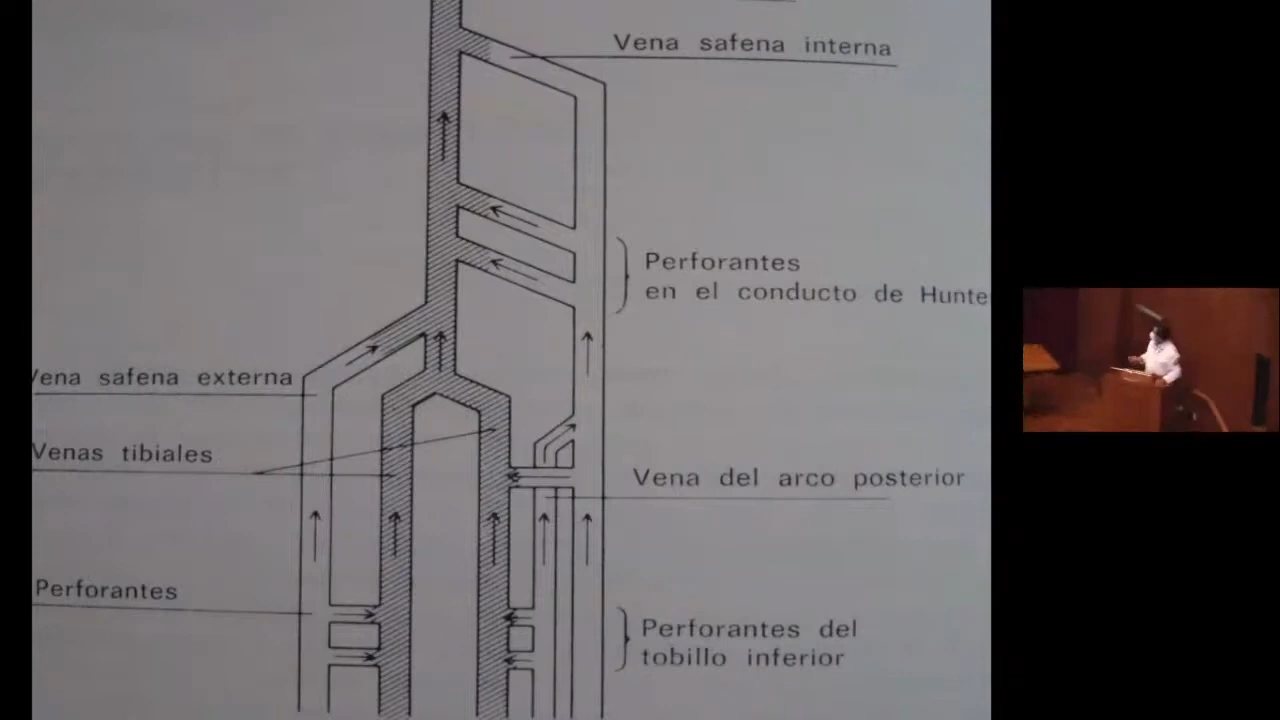 Vena safena interna
Perforantes
en el conducto de Hunte
Vena safena externa
Venas tibiales
Vena del arco posterior
Perforantes
Perforantes del
tobillo inferior